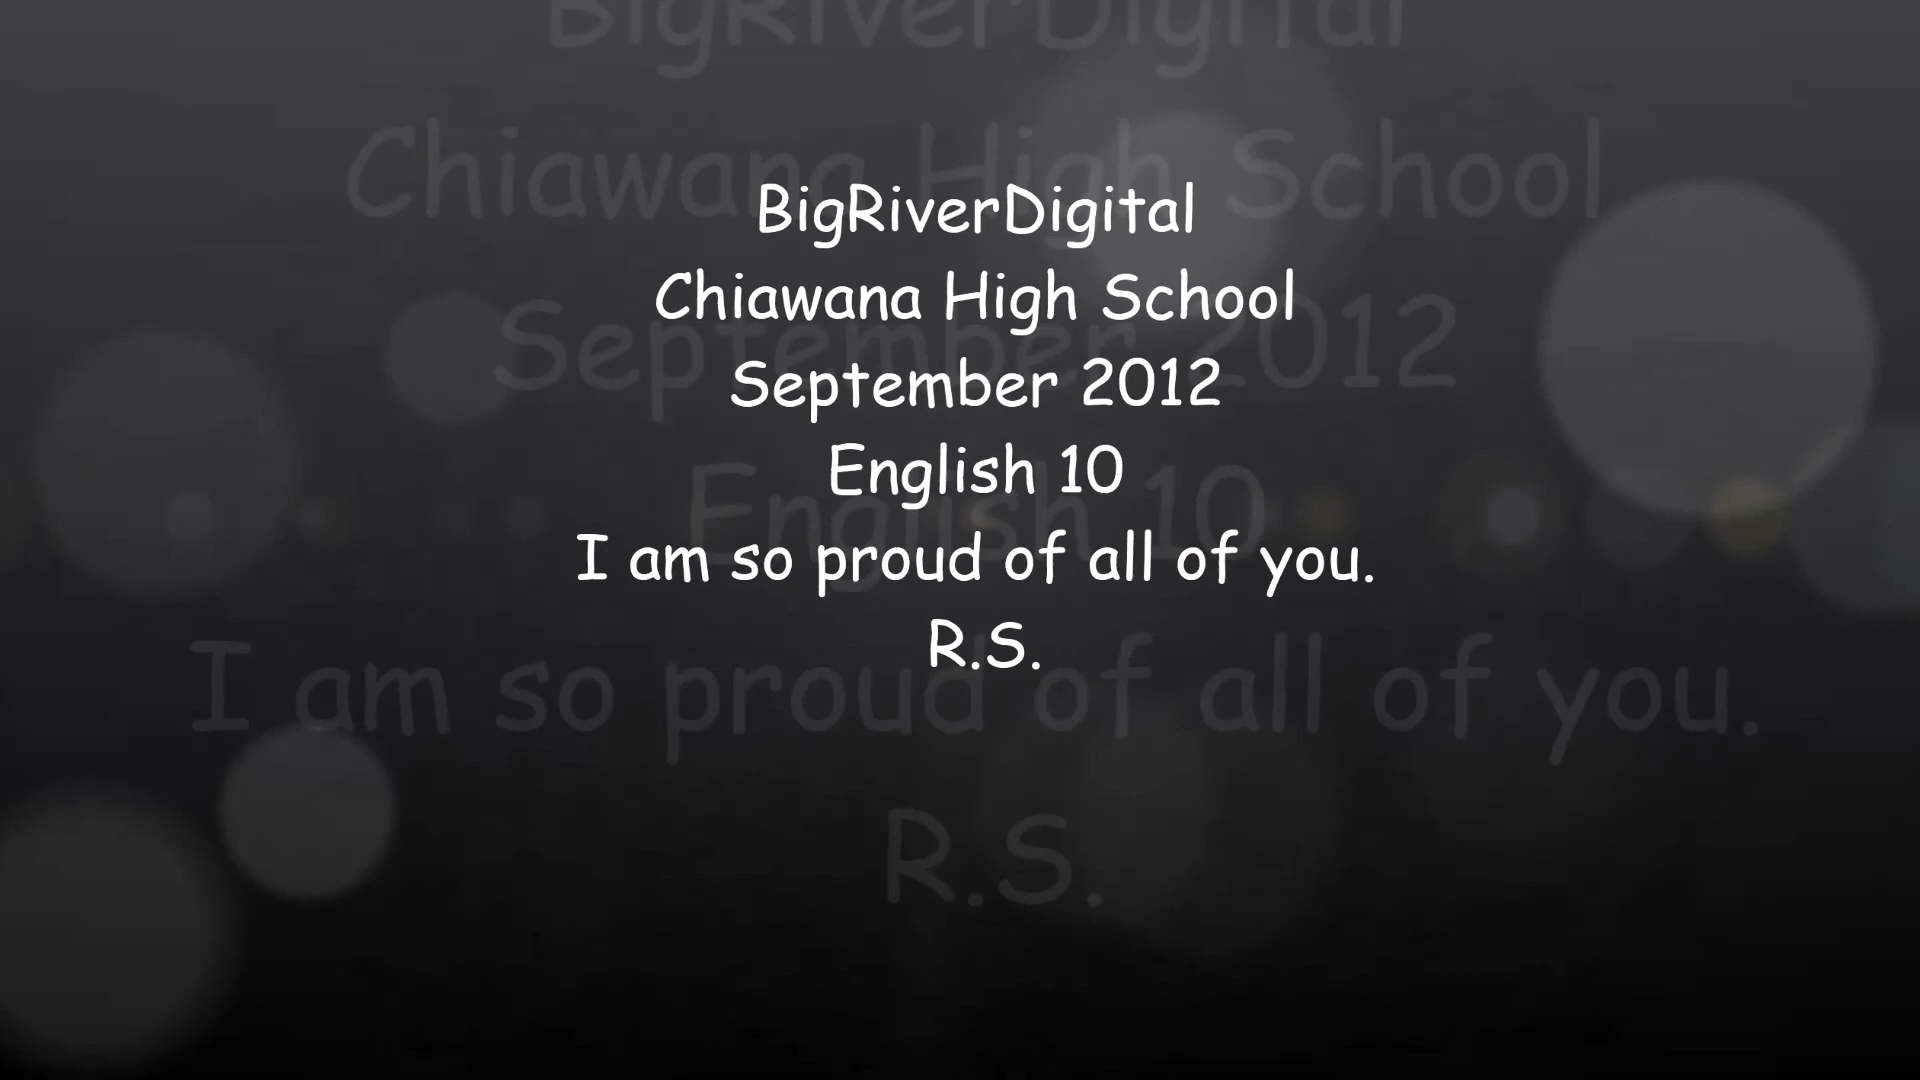 BigRiverDigital
Chiawana High School
September 2012
English 10
I am so proud of all of you.
R.S.